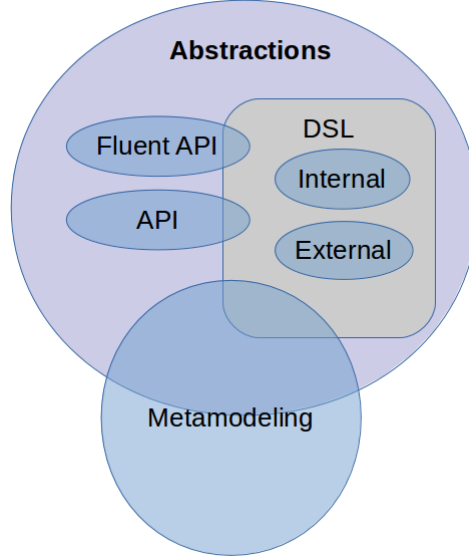 Abstractions
Fluent API
DSL
Internal
API
External
Metamodeling